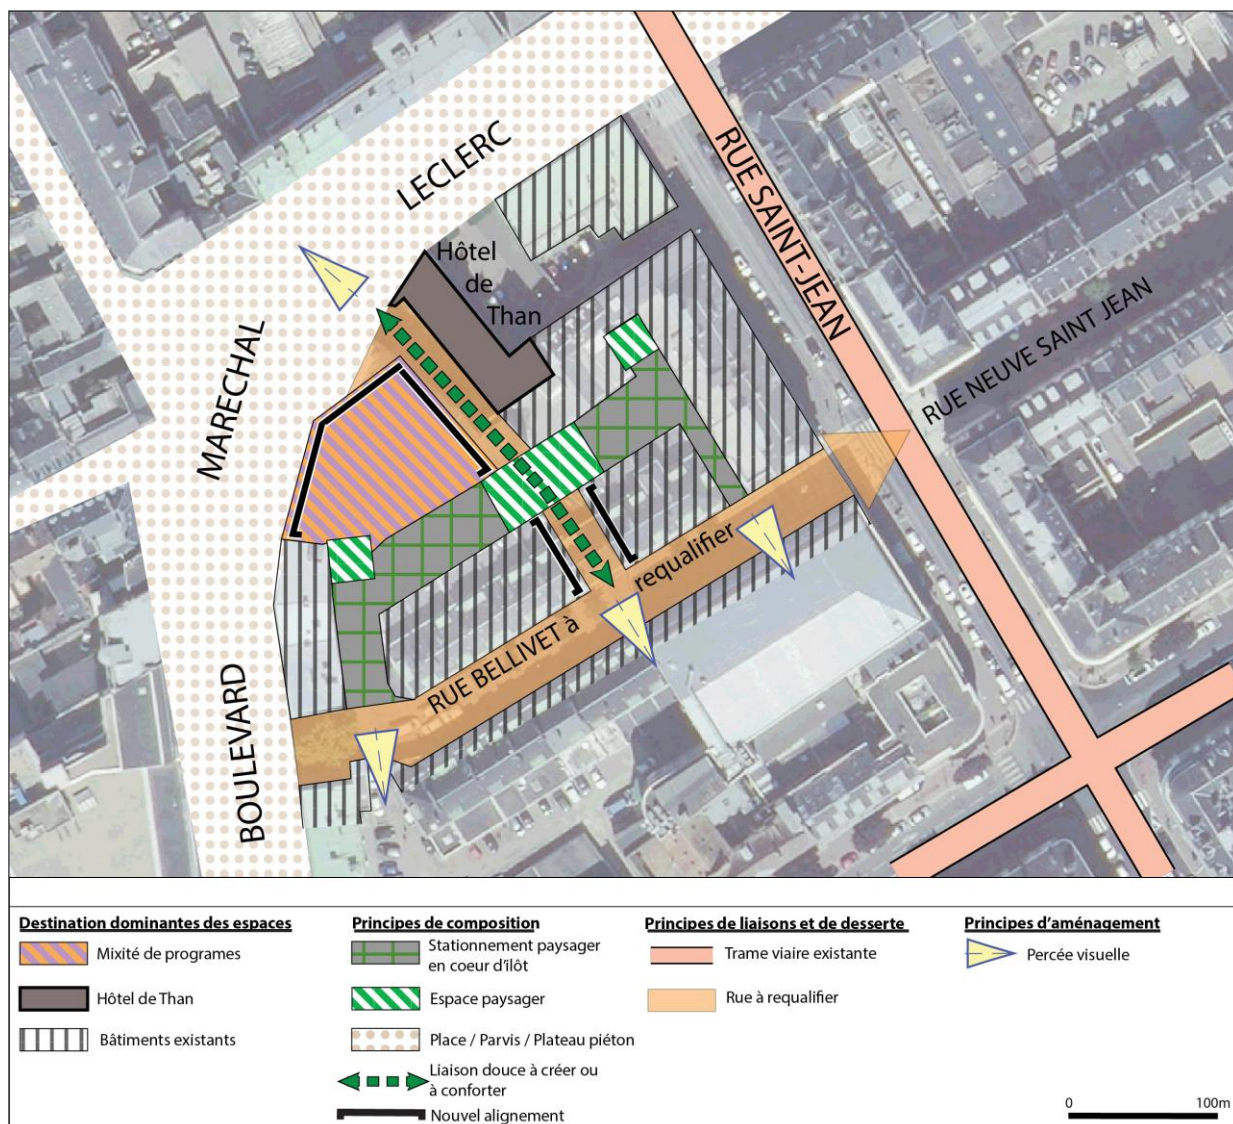 LECLERC
MARECHAL
BOULEVARD
Hôtel
de
Than
RUE SAINT-JEAN
RUE NEUVE SAINT JEAN
RUE BELLIVET à requalifier
Destination dominantes des espaces
Mixité de programes
Hôtel de Than
Bâtiments existants
Principes de composition
Stationnement paysager
en coeur d'îlôt
Espace paysager
Place / Parvis / Plateau piéton
Liaison douce à créer ou
à conforter
Nouvel alignement
Principes de liaisons et de desserte
Trame viaire existante
Rue à requalifier
Principes d'aménagement
Percée visuelle
0 100m